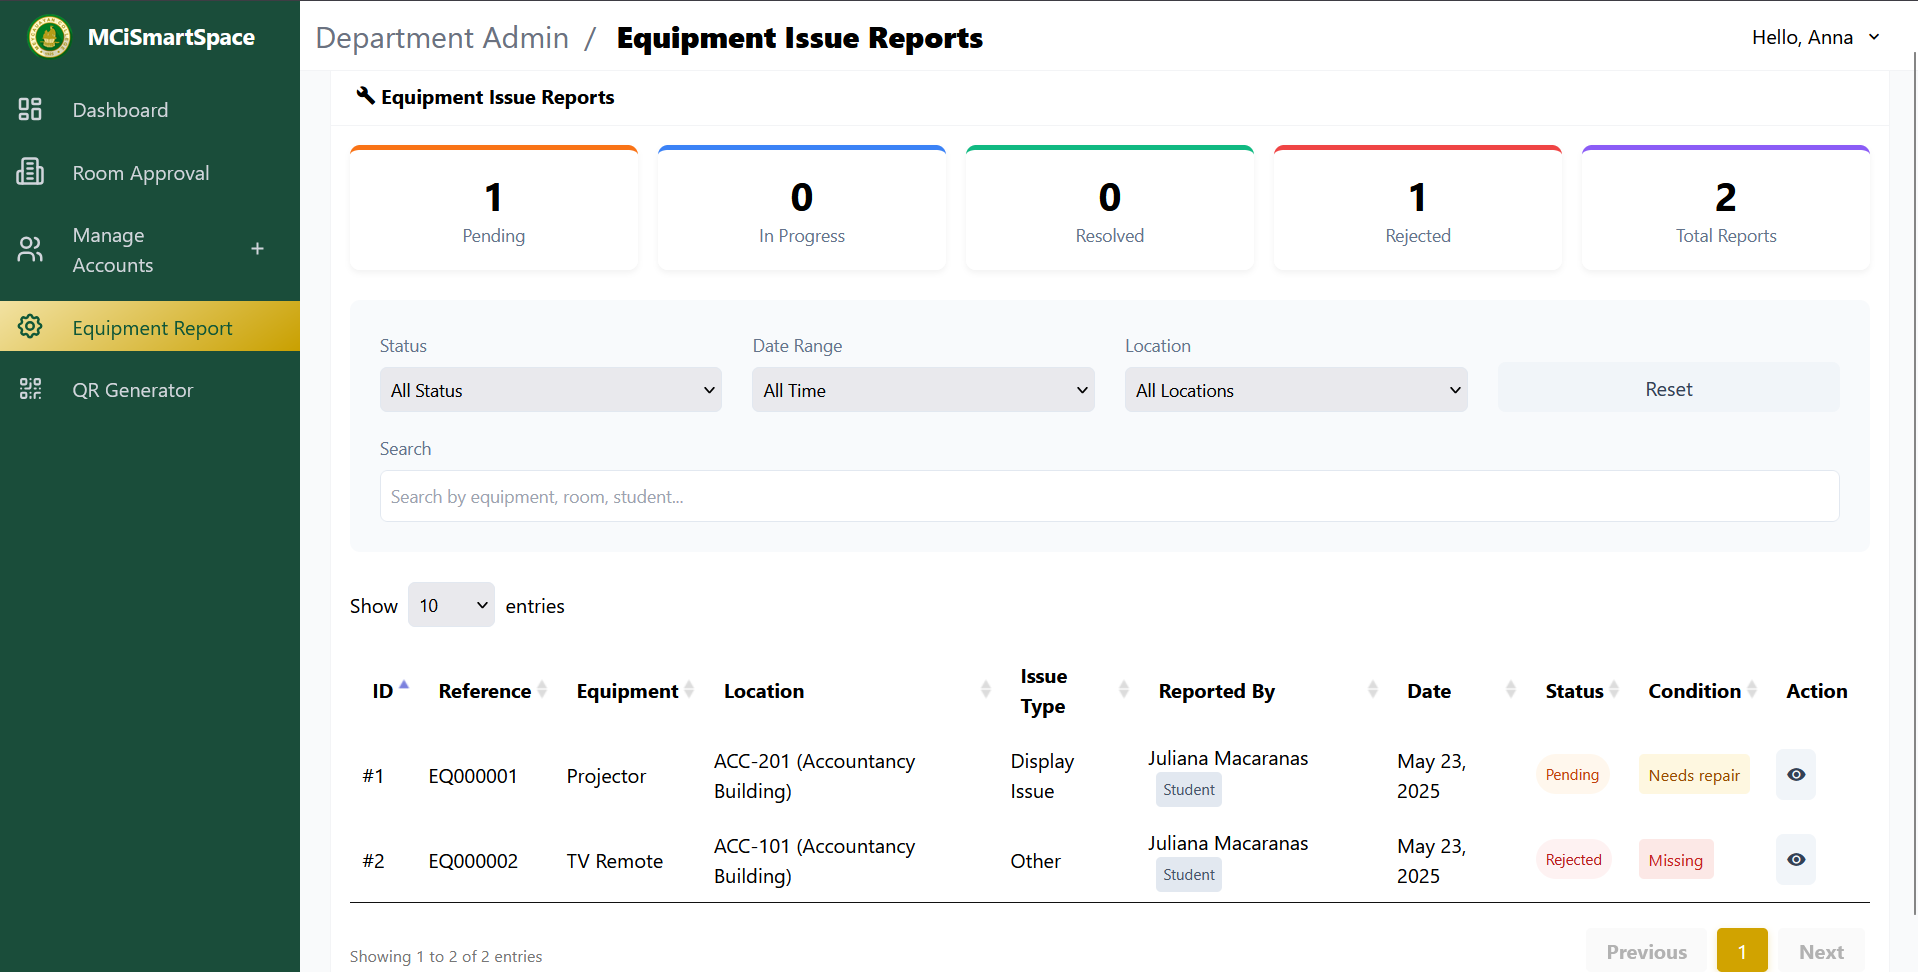 MCiSmartSpace
Department Admin / Equipment Issue Reports
Hello, Anna
Dashboard
Room Approval
Manage
Accounts
+
Equipment Report
QR Generator
Equipment Issue Reports
1
Pending
0
In Progress
0
Resolved
1
Rejected
2
Total Reports
Status
All Status
Date Range
All Time
Location
All Locations
Reset
Search
Search by equipment, room, student...
Show 10 entries
ID Reference Equipment Location Issue Type Reported By Date Status Condition Action
#1 EQ000001 Projector ACC-201 (Accountancy Building) Display Issue Juliana Macaranas Student May 23, 2025 Pending Needs repair
#2 EQ000002 TV Remote ACC-101 (Accountancy Building) Other Juliana Macaranas Student May 23, 2025 Rejected Missing
Showing 1 to 2 of 2 entries
Previous 1 Next